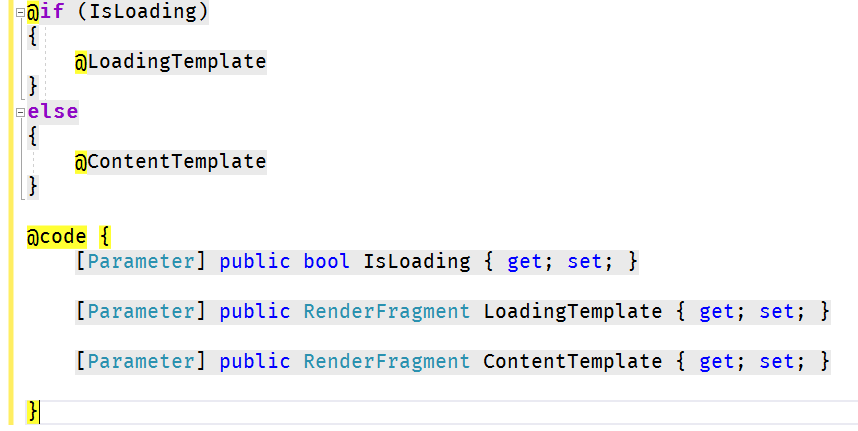 @if (IsLoading)
{
    @LoadingTemplate
}
else
{
    @ContentTemplate
}
@code {
    [Parameter] public bool IsLoading { get; set; }
    [Parameter] public RenderFragment LoadingTemplate { get; set; }
    [Parameter] public RenderFragment ContentTemplate { get; set; }
}